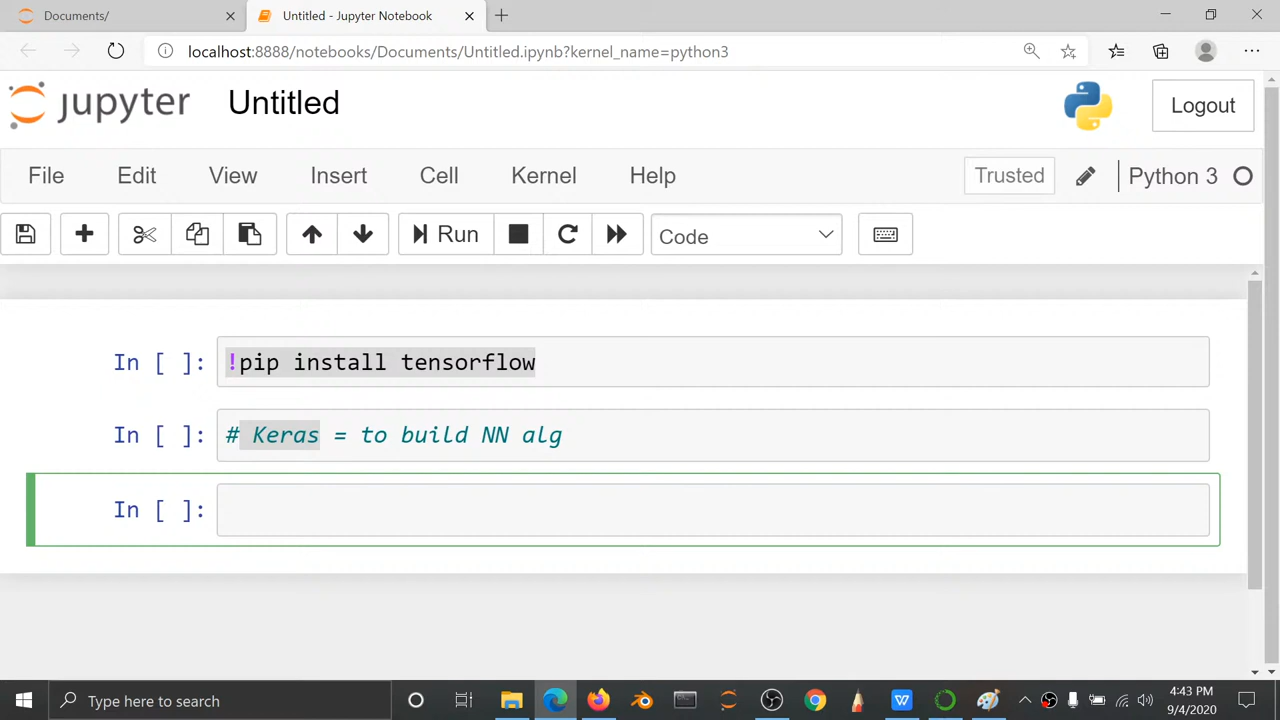 Documents/
Untitled - Jupyter Notebook
localhost:8888/notebooks/Documents/Untitled.ipynb?kernel_name=python3
jupyter Untitled
Logout
File Edit View Insert Cell Kernel Help
Trusted
Python 3
Run
Code
In [ ]: !pip install tensorflow
In [ ]: # Keras = to build NN alg
In [ ]:
Type here to search
4:43 PM
9/4/2020